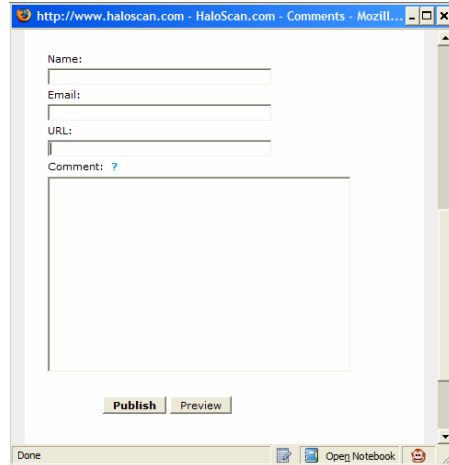 http://www.haloscan.com - HaloScan.com - Comments - Mozill...
Name:
Email:
URL:
Comment: ?
Publish Preview
Done Open Notebook